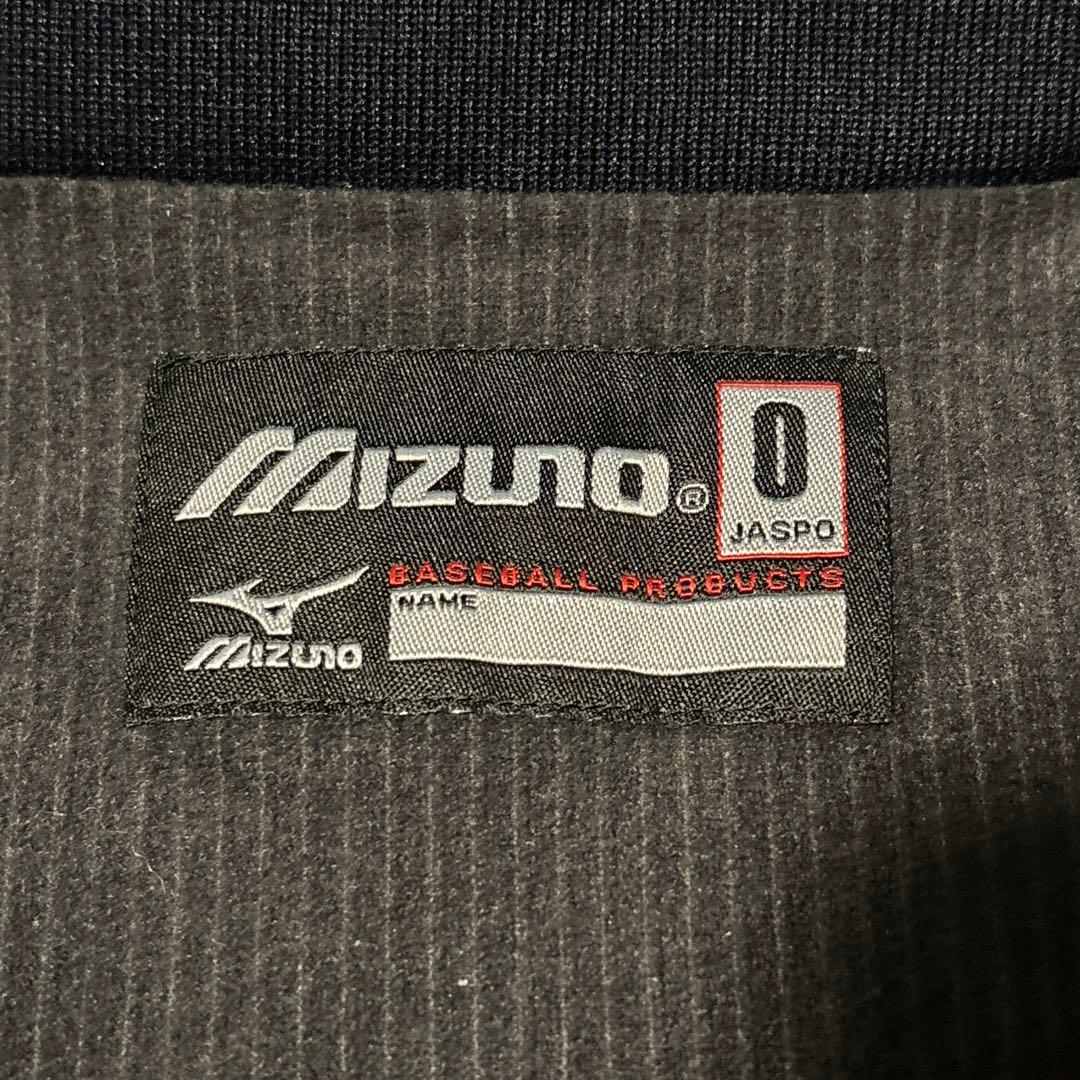 MIZUNO®
O
JASPO
BASEBALL PRODUCTS
NAME
MIZUNO